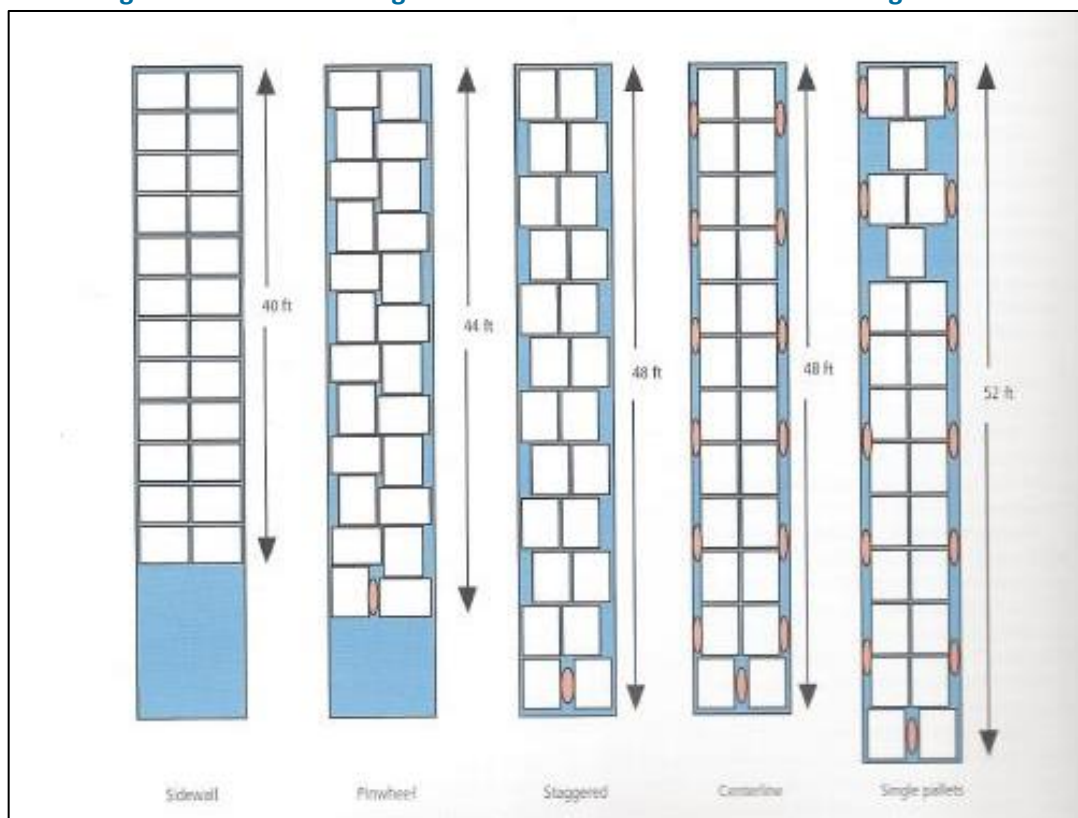 40 ft
44 ft
48 ft
48 ft
52 ft
Sidewall
Pinwheel
Staggered
Centerline
Single pallets